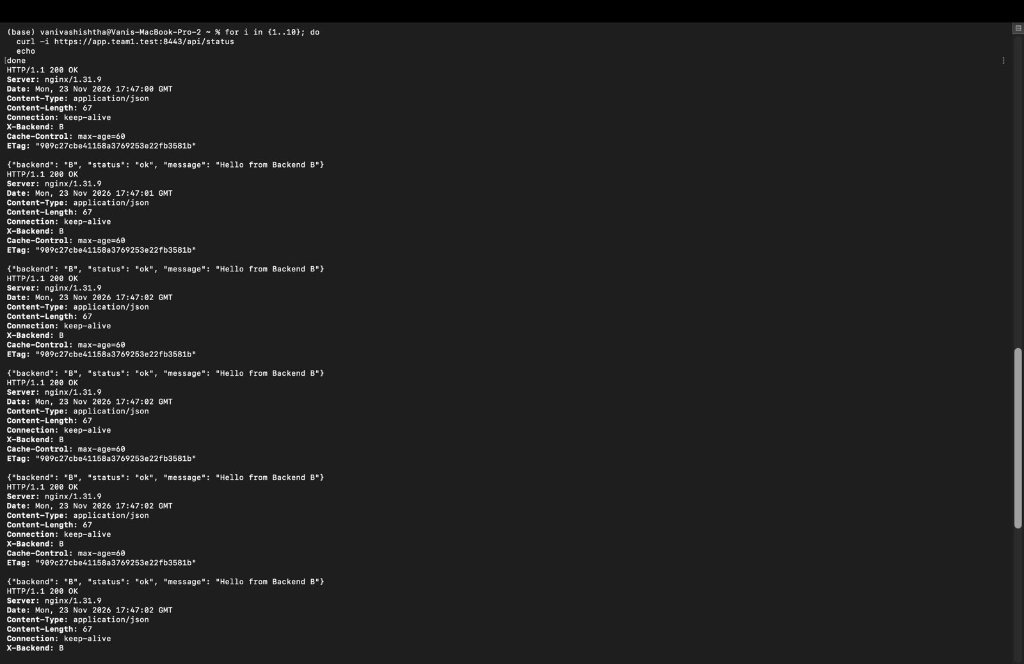 (base) vanivashishtha@Vanis-MacBook-Pro-2 ~ % for i in {1..10}; do
curl -i https://app.team1.test:8443/api/status
echo
done
HTTP/1.1 200 OK
Server: nginx/1.31.9
Date: Mon, 23 Nov 2026 17:47:00 GMT
Content-Type: application/json
Content-Length: 67
Connection: keep-alive
X-Backend: B
Cache-Control: max-age=60
ETag: "909c27cbe41158a3769253e22fb3581b"

{"backend": "B", "status": "ok", "message": "Hello from Backend B"}
HTTP/1.1 200 OK
Server: nginx/1.31.9
Date: Mon, 23 Nov 2026 17:47:01 GMT
Content-Type: application/json
Content-Length: 67
Connection: keep-alive
X-Backend: B
Cache-Control: max-age=60
ETag: "909c27cbe41158a3769253e22fb3581b"

{"backend": "B", "status": "ok", "message": "Hello from Backend B"}
HTTP/1.1 200 OK
Server: nginx/1.31.9
Date: Mon, 23 Nov 2026 17:47:02 GMT
Content-Type: application/json
Content-Length: 67
Connection: keep-alive
X-Backend: B
Cache-Control: max-age=60
ETag: "909c27cbe41158a3769253e22fb3581b"

{"backend": "B", "status": "ok", "message": "Hello from Backend B"}
HTTP/1.1 200 OK
Server: nginx/1.31.9
Date: Mon, 23 Nov 2026 17:47:02 GMT
Content-Type: application/json
Content-Length: 67
Connection: keep-alive
X-Backend: B
Cache-Control: max-age=60
ETag: "909c27cbe41158a3769253e22fb3581b"

{"backend": "B", "status": "ok", "message": "Hello from Backend B"}
HTTP/1.1 200 OK
Server: nginx/1.31.9
Date: Mon, 23 Nov 2026 17:47:02 GMT
Content-Type: application/json
Content-Length: 67
Connection: keep-alive
X-Backend: B
Cache-Control: max-age=60
ETag: "909c27cbe41158a3769253e22fb3581b"

{"backend": "B", "status": "ok", "message": "Hello from Backend B"}
HTTP/1.1 200 OK
Server: nginx/1.31.9
Date: Mon, 23 Nov 2026 17:47:02 GMT
Content-Type: application/json
Content-Length: 67
Connection: keep-alive
X-Backend: B